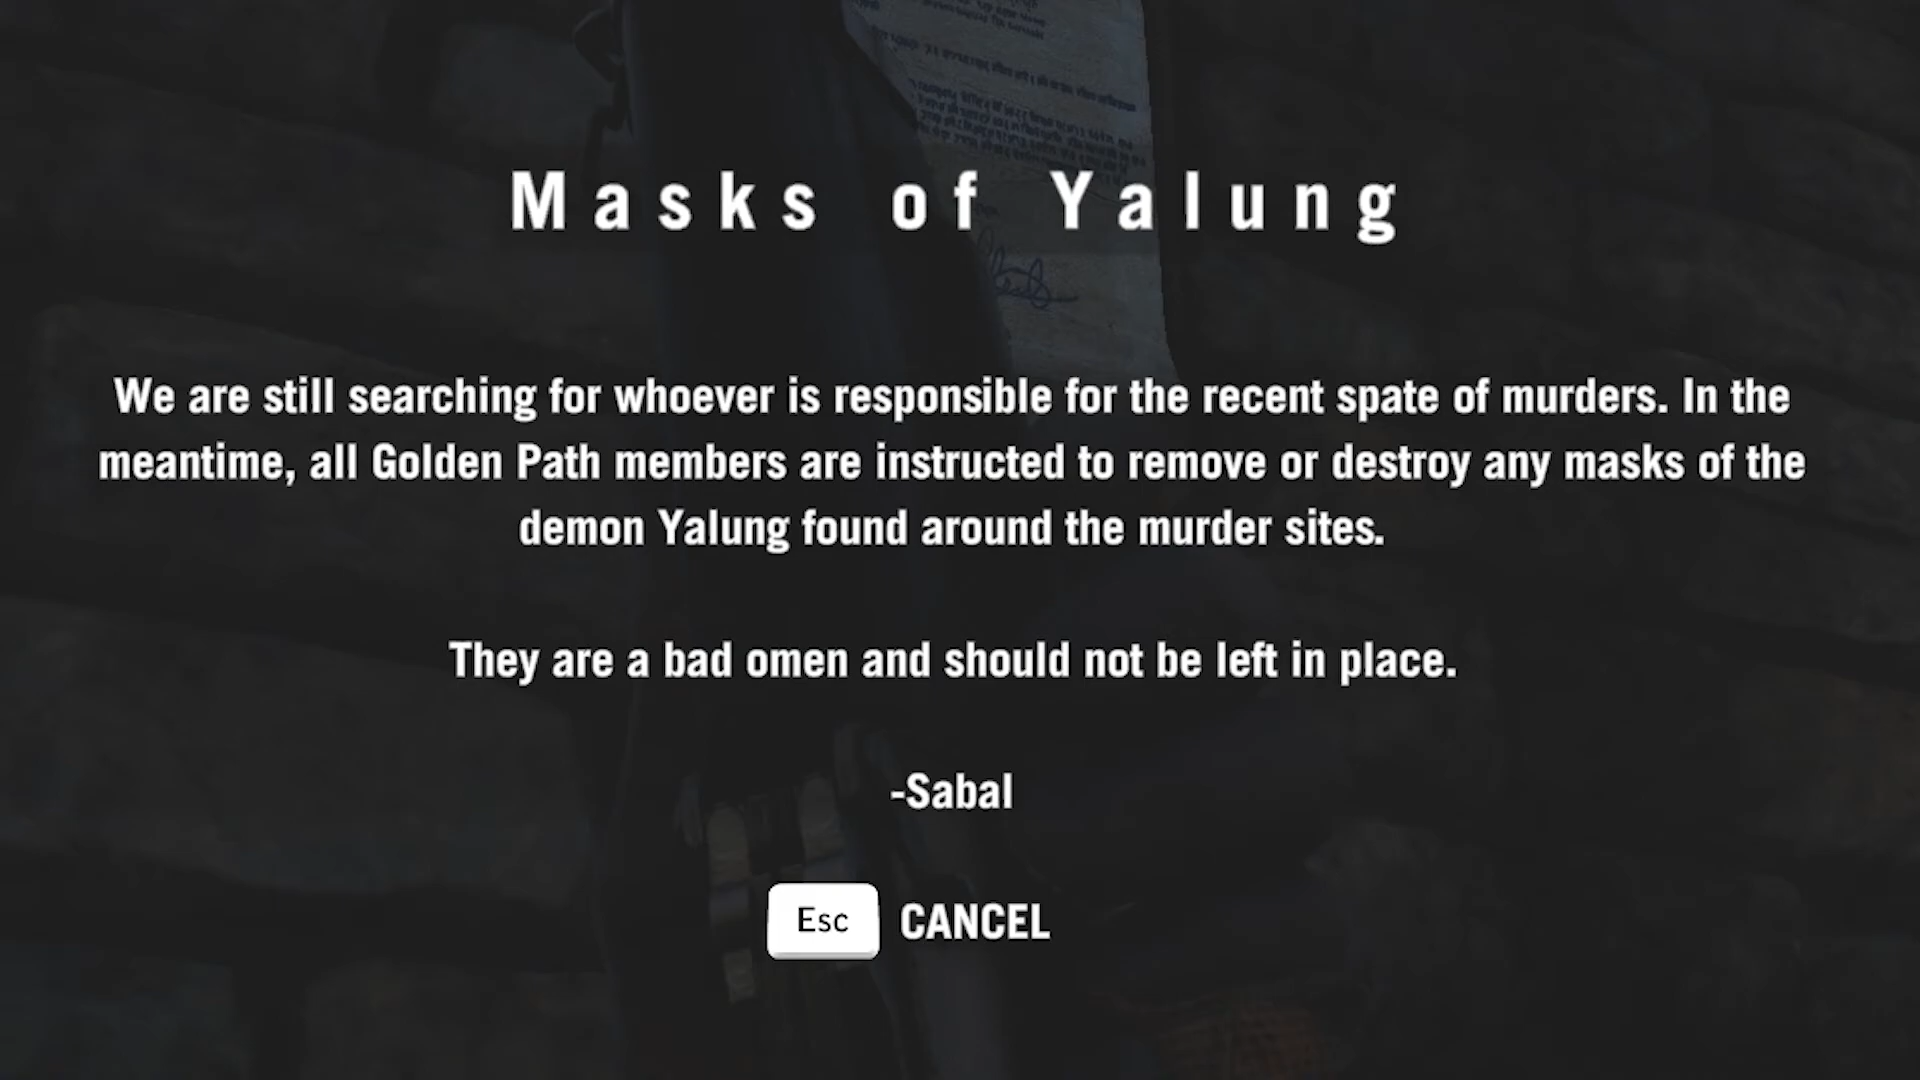 Masks of Yalung
We are still searching for whoever is responsible for the recent spate of murders. In the
meantime, all Golden Path members are instructed to remove or destroy any masks of the
demon Yalung found around the murder sites.
They are a bad omen and should not be left in place.
-Sabal
Esc CANCEL